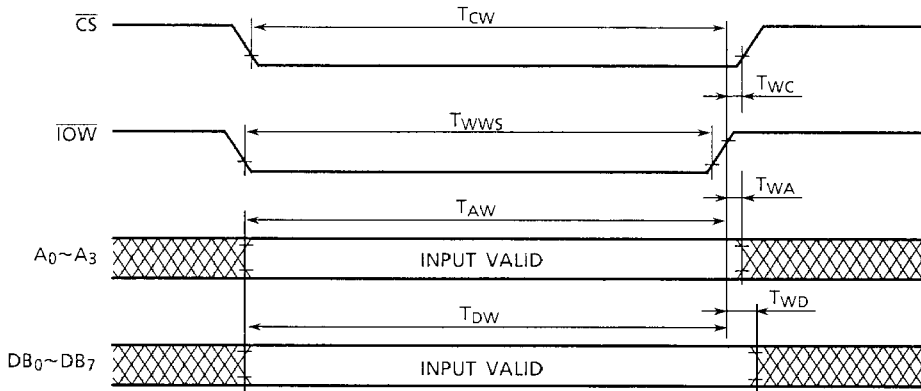 CS
TCW
TWC
IOW
TWWS
TWA
TAW
A0~A3
INPUT VALID
TWD
TDW
DB0~DB7
INPUT VALID